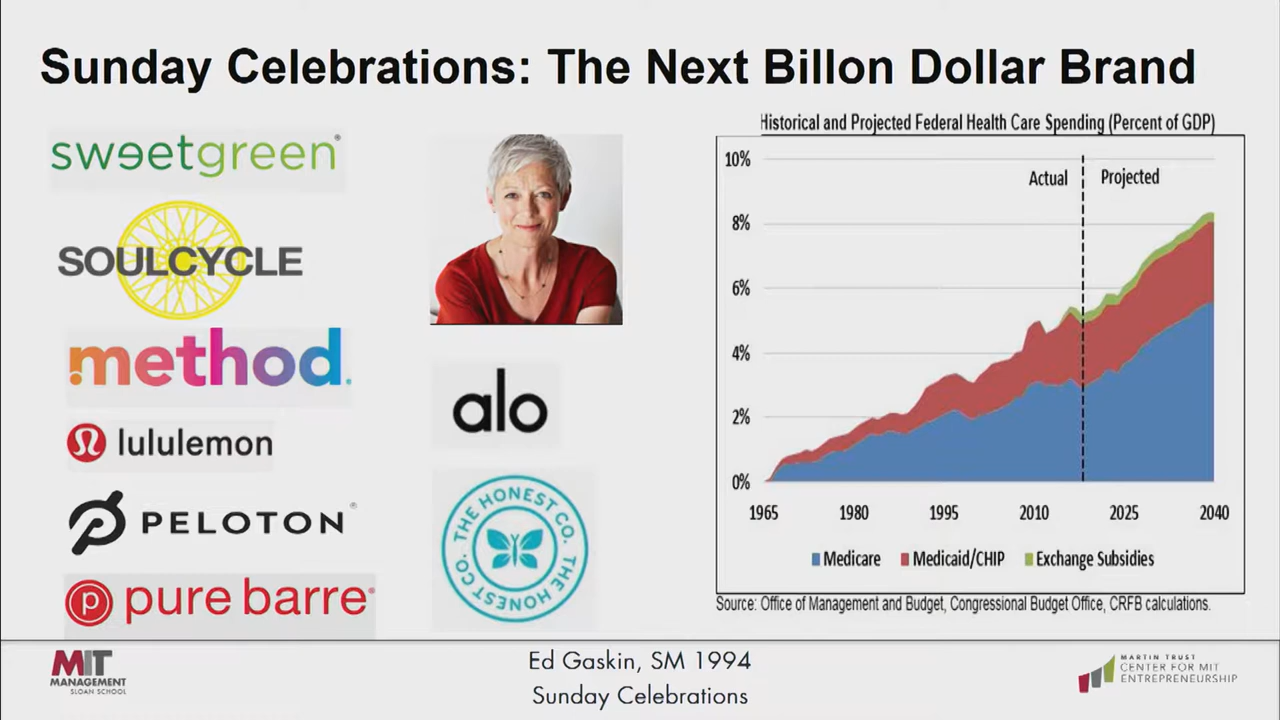 Sunday Celebrations: The Next Billon Dollar Brand
sweetgreen®
SOULCYCLE
method.
lululemon
PELOTON®
p pure barre®
alo
THE HONEST CO. THE HONEST CO.
Historical and Projected Federal Health Care Spending (Percent of GDP)
10%
Actual Projected
8%
6%
4%
2%
0%
1965 1980 1995 2010 2025 2040
Medicare Medicaid/CHIP Exchange Subsidies
Source: Office of Management and Budget, Congressional Budget Office, CRFB calculations.
MIT
MANAGEMENT
SLOAN SCHOOL
Ed Gaskin, SM 1994
Sunday Celebrations
MARTIN TRUST
CENTER FOR MIT
ENTREPRENEURSHIP